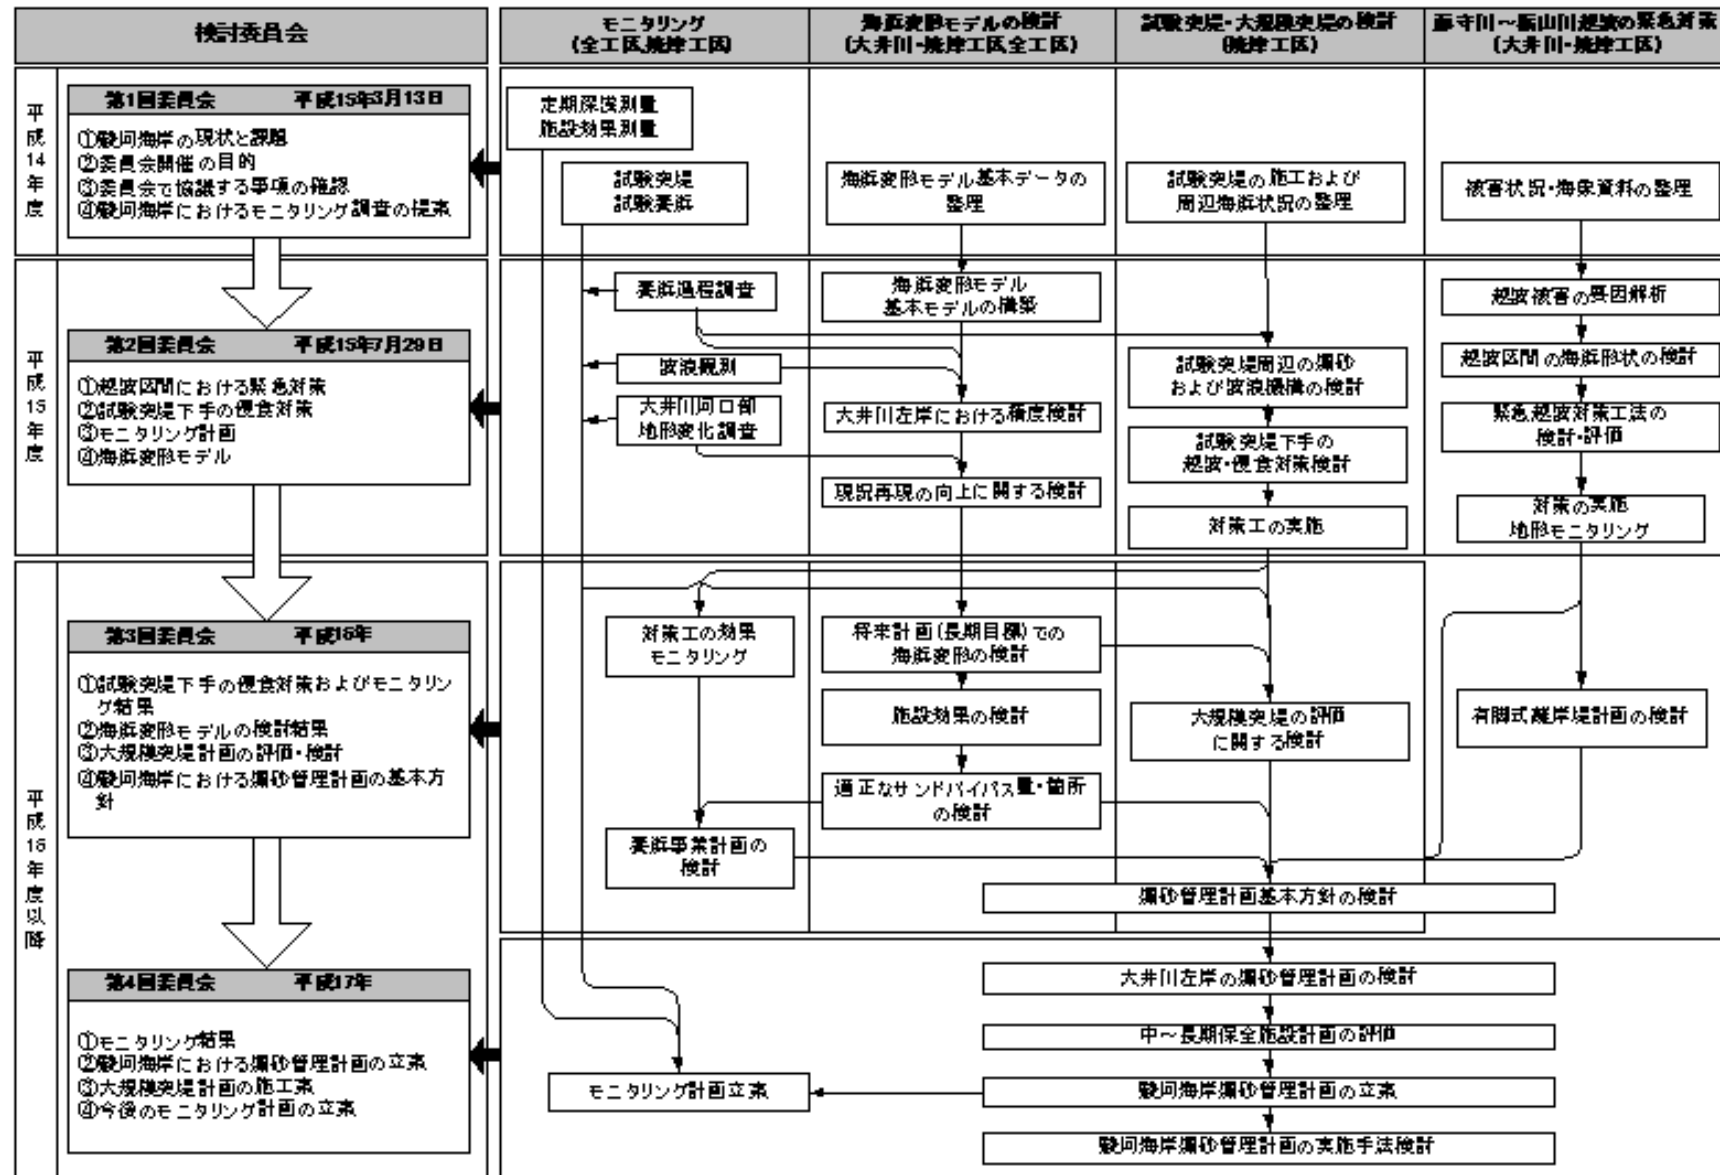 検討委員会
モニタリング
(全工区,焼津工区)
海浜変形モデルの検討
(大井川・焼津工区,全工区)
試験突堤・大規模突堤の検討
(焼津工区)
藤守川～栃山川越波の緊急対策
(大井川・焼津工区)
平成14年度
第1回委員会 平成15年3月13日
①駿河海岸の現状と課題
②委員会開催の目的
③委員会で協議する事項の確認
④駿河海岸におけるモニタリング調査の提案
定期深浅測量
施設効果測量
試験突堤
試験養浜
海浜変形モデル基本データの
整理
試験突堤の施工および
周辺海浜状況の整理
被害状況・海象資料の整理
平成15年度
第2回委員会 平成15年7月29日
①越波区間における緊急対策
②試験突堤下手の侵食対策
③モニタリング計画
④海浜変形モデル
養浜過程調査
波浪観測
大井川河口部
地形変化調査
海浜変形モデル
基本モデルの構築
大井川左岸における精度検討
現況再現の向上に関する検討
試験突堤周辺の漂砂
および波浪機構の検討
試験突堤下手の
越波・侵食対策検討
対策工の実施
越波被害の要因解析
越波区間の海浜形状の検討
緊急越波対策工法の
検討・評価
対策の実施
地形モニタリング
平成16年度以降
第3回委員会 平成16年
①試験突堤下手の侵食対策およびモニタリン
グ結果
②海浜変形モデルの検討結果
③大規模突堤計画の評価・検討
④駿河海岸における漂砂管理計画の基本方
針
対策工の効果
モニタリング
養浜事業計画の
検討
将来計画(長期目標)での
海浜変形の検討
施設効果の検討
適正なサンドバイパス量・箇所
の検討
大規模突堤の評価
に関する検討
有脚式離岸堤計画の検討
漂砂管理計画基本方針の検討
第4回委員会 平成17年
①モニタリング結果
②駿河海岸における漂砂管理計画の立案
③大規模突堤計画の施工案
④今後のモニタリング計画の立案
大井川左岸の漂砂管理計画の検討
中～長期保全施設計画の評価
モニタリング計画立案
駿河海岸漂砂管理計画の立案
駿河海岸漂砂管理計画の実施手法検討